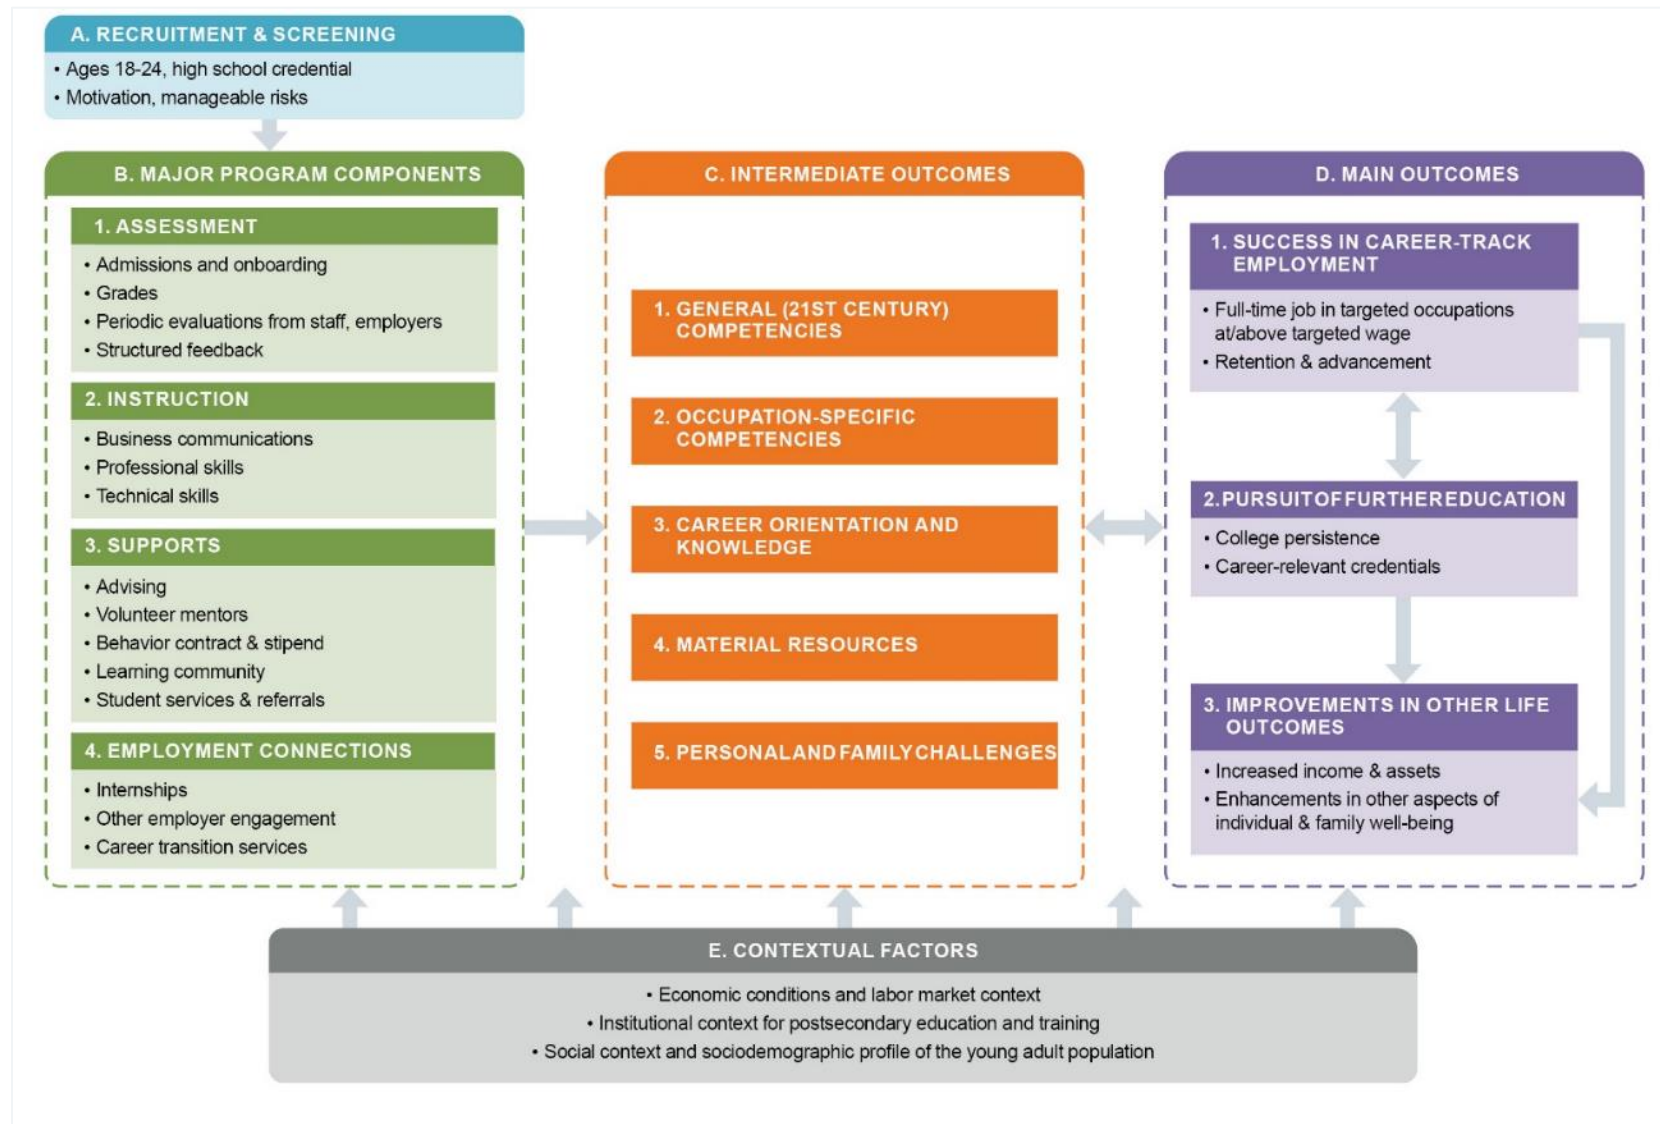 A. RECRUITMENT & SCREENING
• Ages 18-24, high school credential
• Motivation, manageable risks
B. MAJOR PROGRAM COMPONENTS
1. ASSESSMENT
• Admissions and onboarding
• Grades
• Periodic evaluations from staff, employers
• Structured feedback
2. INSTRUCTION
• Business communications
• Professional skills
• Technical skills
3. SUPPORTS
• Advising
• Volunteer mentors
• Behavior contract & stipend
• Learning community
• Student services & referrals
4. EMPLOYMENT CONNECTIONS
• Internships
• Other employer engagement
• Career transition services
C. INTERMEDIATE OUTCOMES
1. GENERAL (21ST CENTURY)
COMPETENCIES
2. OCCUPATION-SPECIFIC
COMPETENCIES
3. CAREER ORIENTATION AND
KNOWLEDGE
4. MATERIAL RESOURCES
5. PERSONAL AND FAMILY CHALLENGES
D. MAIN OUTCOMES
1. SUCCESS IN CAREER-TRACK
EMPLOYMENT
• Full-time job in targeted occupations
at/above targeted wage
• Retention & advancement
2. PURSUIT OF FURTHER EDUCATION
• College persistence
• Career-relevant credentials
3. IMPROVEMENTS IN OTHER LIFE
OUTCOMES
• Increased income & assets
• Enhancements in other aspects of
individual & family well-being
E. CONTEXTUAL FACTORS
• Economic conditions and labor market context
• Institutional context for postsecondary education and training
• Social context and sociodemographic profile of the young adult population